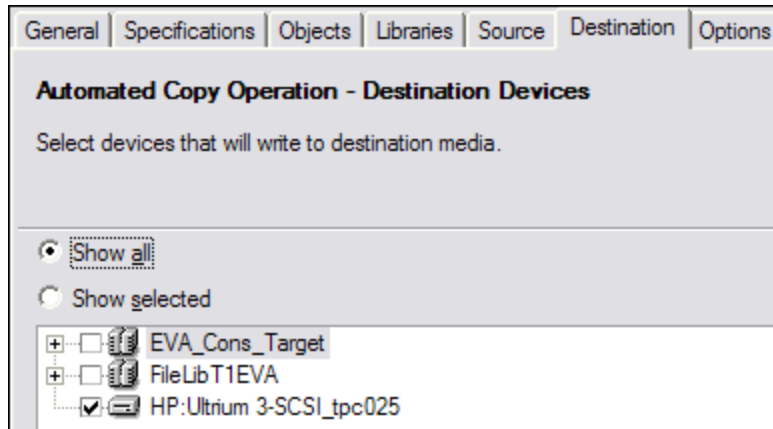 General Specifications Objects Libraries Source Destination Options
Automated Copy Operation - Destination Devices
Select devices that will write to destination media.
Show all
Show selected
EVA_Cons_Target
FileLibT1EVA
HP:Ultrium 3-SCSI_tpc025